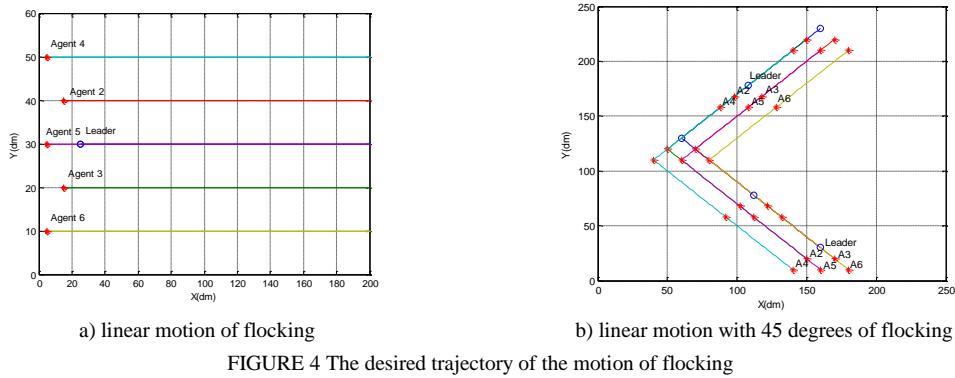 60
50
40
30
20
10
0
Y(dm)
Agent 4
Agent 2
Agent 5 Leader
Agent 3
Agent 6
0 20 40 60 80 100 120 140 160 180 200
X(dm)
a) linear motion of flocking
250
200
150
100
50
0
Y(dm)
Leader
A2 A3
A4 A5 A6
Leader
A2 A3
A4 A5 A6
0 50 100 150 200 250
X(dm)
b) linear motion with 45 degrees of flocking
FIGURE 4 The desired trajectory of the motion of flocking